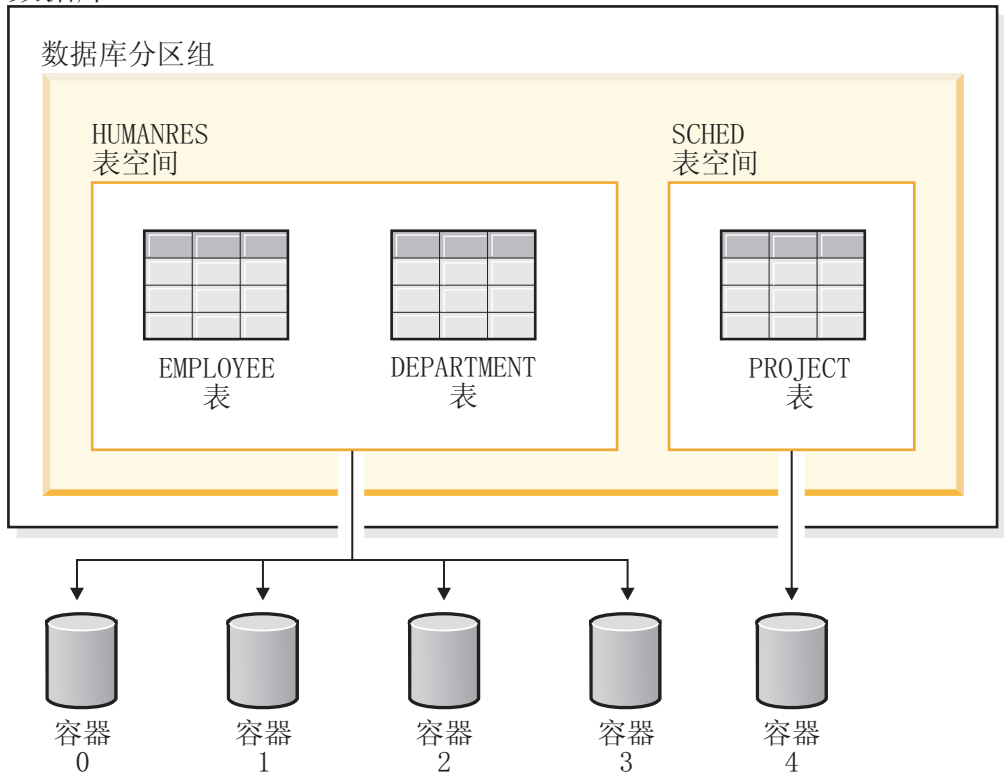 数据库分区组
HUMANRES
表空间
SCHED
表空间
EMPLOYEE
表
DEPARTMENT
表
PROJECT
表
容器
0
容器
1
容器
2
容器
3
容器
4